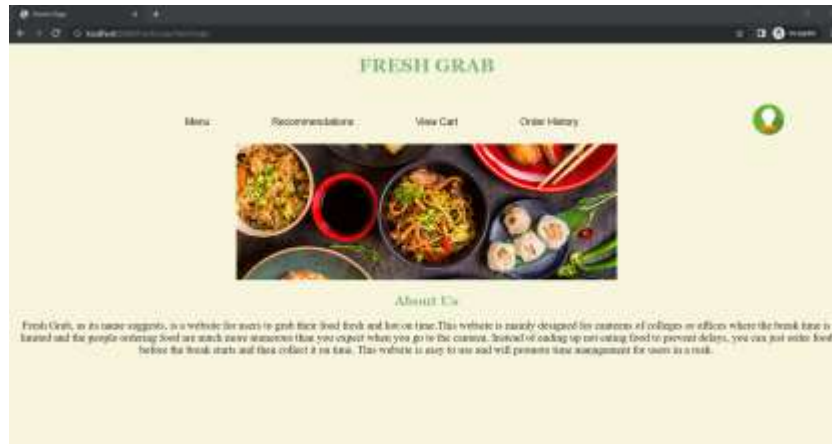 Fresh Grab
localhost
FRESH GRAB
Menu Recommendations View Cart Order History
About Us
Fresh Grab, as its name suggests, is a website for users to grab their food fresh and hot on time.This website is mainly designed for canteens of colleges or offices where the break time is
limited and the people ordering food are much more numerous than you expect when you go to the canteen. Instead of ending up not eating food to prevent delays, you can just order food
before the break starts and then collect it on time. This website is easy to use and will promote time management for users in a rush.